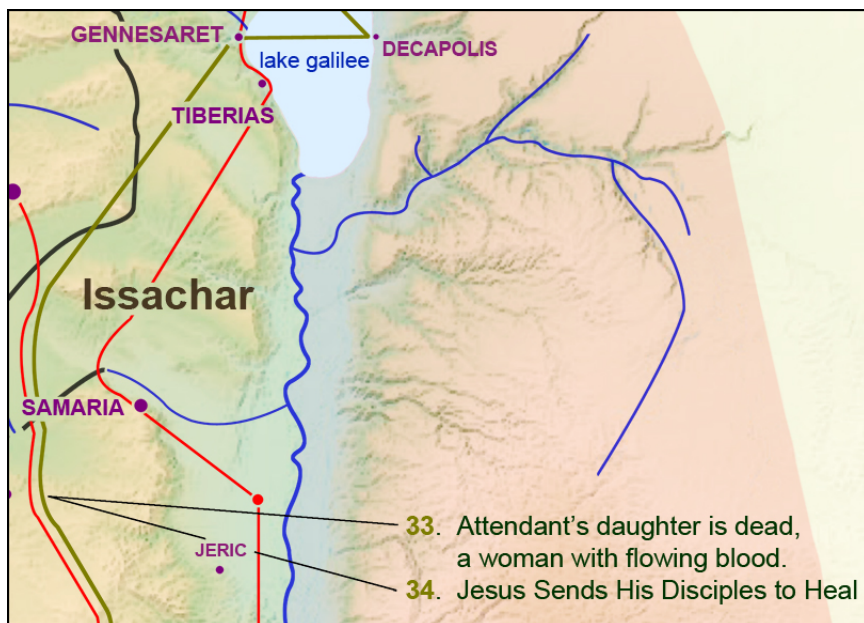 GENNESARET
DECAPOLIS
lake galilee
TIBERIAS
Issachar
SAMARIA
33. Attendant's daughter is dead,
a woman with flowing blood.
JERIC
34. Jesus Sends His Disciples to Heal